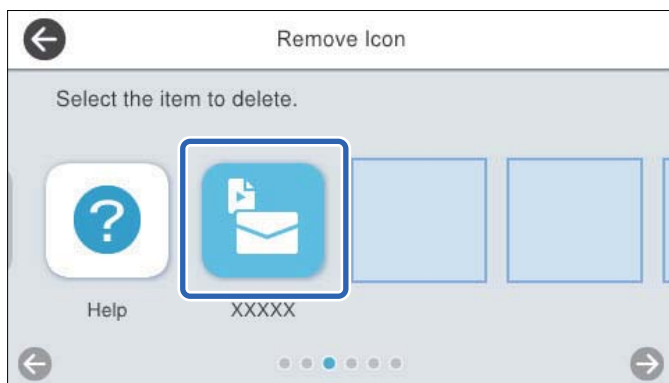 Remove Icon
Select the item to delete.
?
Help
XXXXX